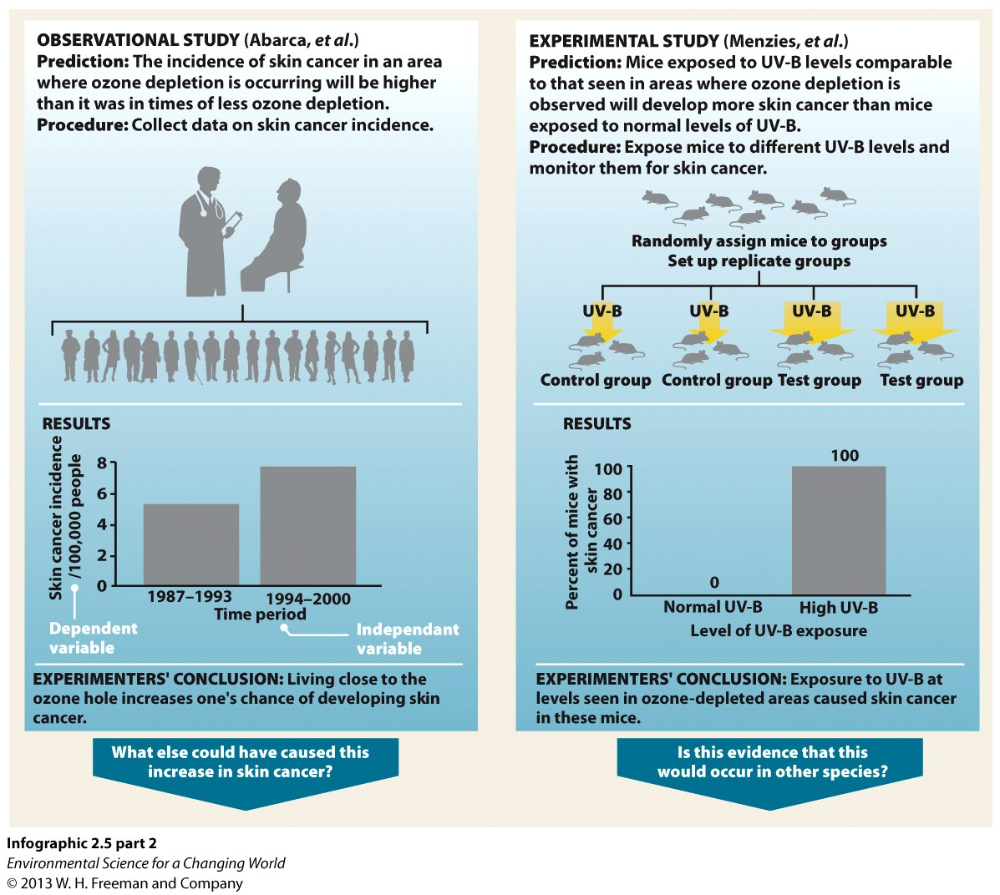 OBSERVATIONAL STUDY (Abarca, et al.)
Prediction: The incidence of skin cancer in an area
where ozone depletion is occurring will be higher
than it was in times of less ozone depletion.
Procedure: Collect data on skin cancer incidence.
RESULTS
Skin cancer incidence
/100,000 people
8
6
4
2
0
1987–1993
1994–2000
Time period
Dependent
variable
Independant
variable
EXPERIMENTERS' CONCLUSION: Living close to the
ozone hole increases one's chance of developing skin
cancer.
What else could have caused this
increase in skin cancer?
EXPERIMENTAL STUDY (Menzies, et al.)
Prediction: Mice exposed to UV-B levels comparable
to that seen in areas where ozone depletion is
observed will develop more skin cancer than mice
exposed to normal levels of UV-B.
Procedure: Expose mice to different UV-B levels and
monitor them for skin cancer.
Randomly assign mice to groups
Set up replicate groups
UV-B
UV-B
UV-B
UV-B
Control group
Control group
Test group
Test group
RESULTS
Percent of mice with
skin cancer
100
80
60
40
20
0
0
100
Normal UV-B
High UV-B
Level of UV-B exposure
EXPERIMENTERS' CONCLUSION: Exposure to UV-B at
levels seen in ozone-depleted areas caused skin cancer
in these mice.
Is this evidence that this
would occur in other species?
Infographic 2.5 part 2
Environmental Science for a Changing World
© 2013 W. H. Freeman and Company